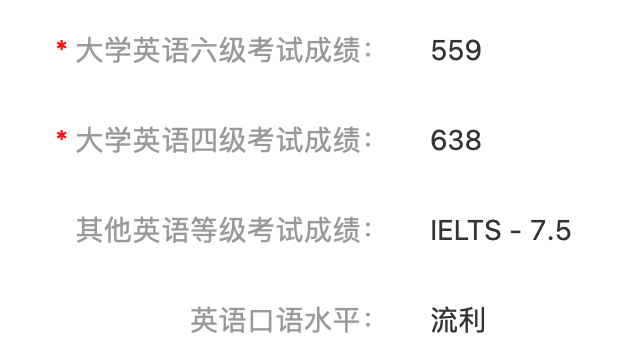 * 大学英语六级考试成绩： 559
* 大学英语四级考试成绩： 638
其他英语等级考试成绩： IELTS - 7.5
英语口语水平： 流利